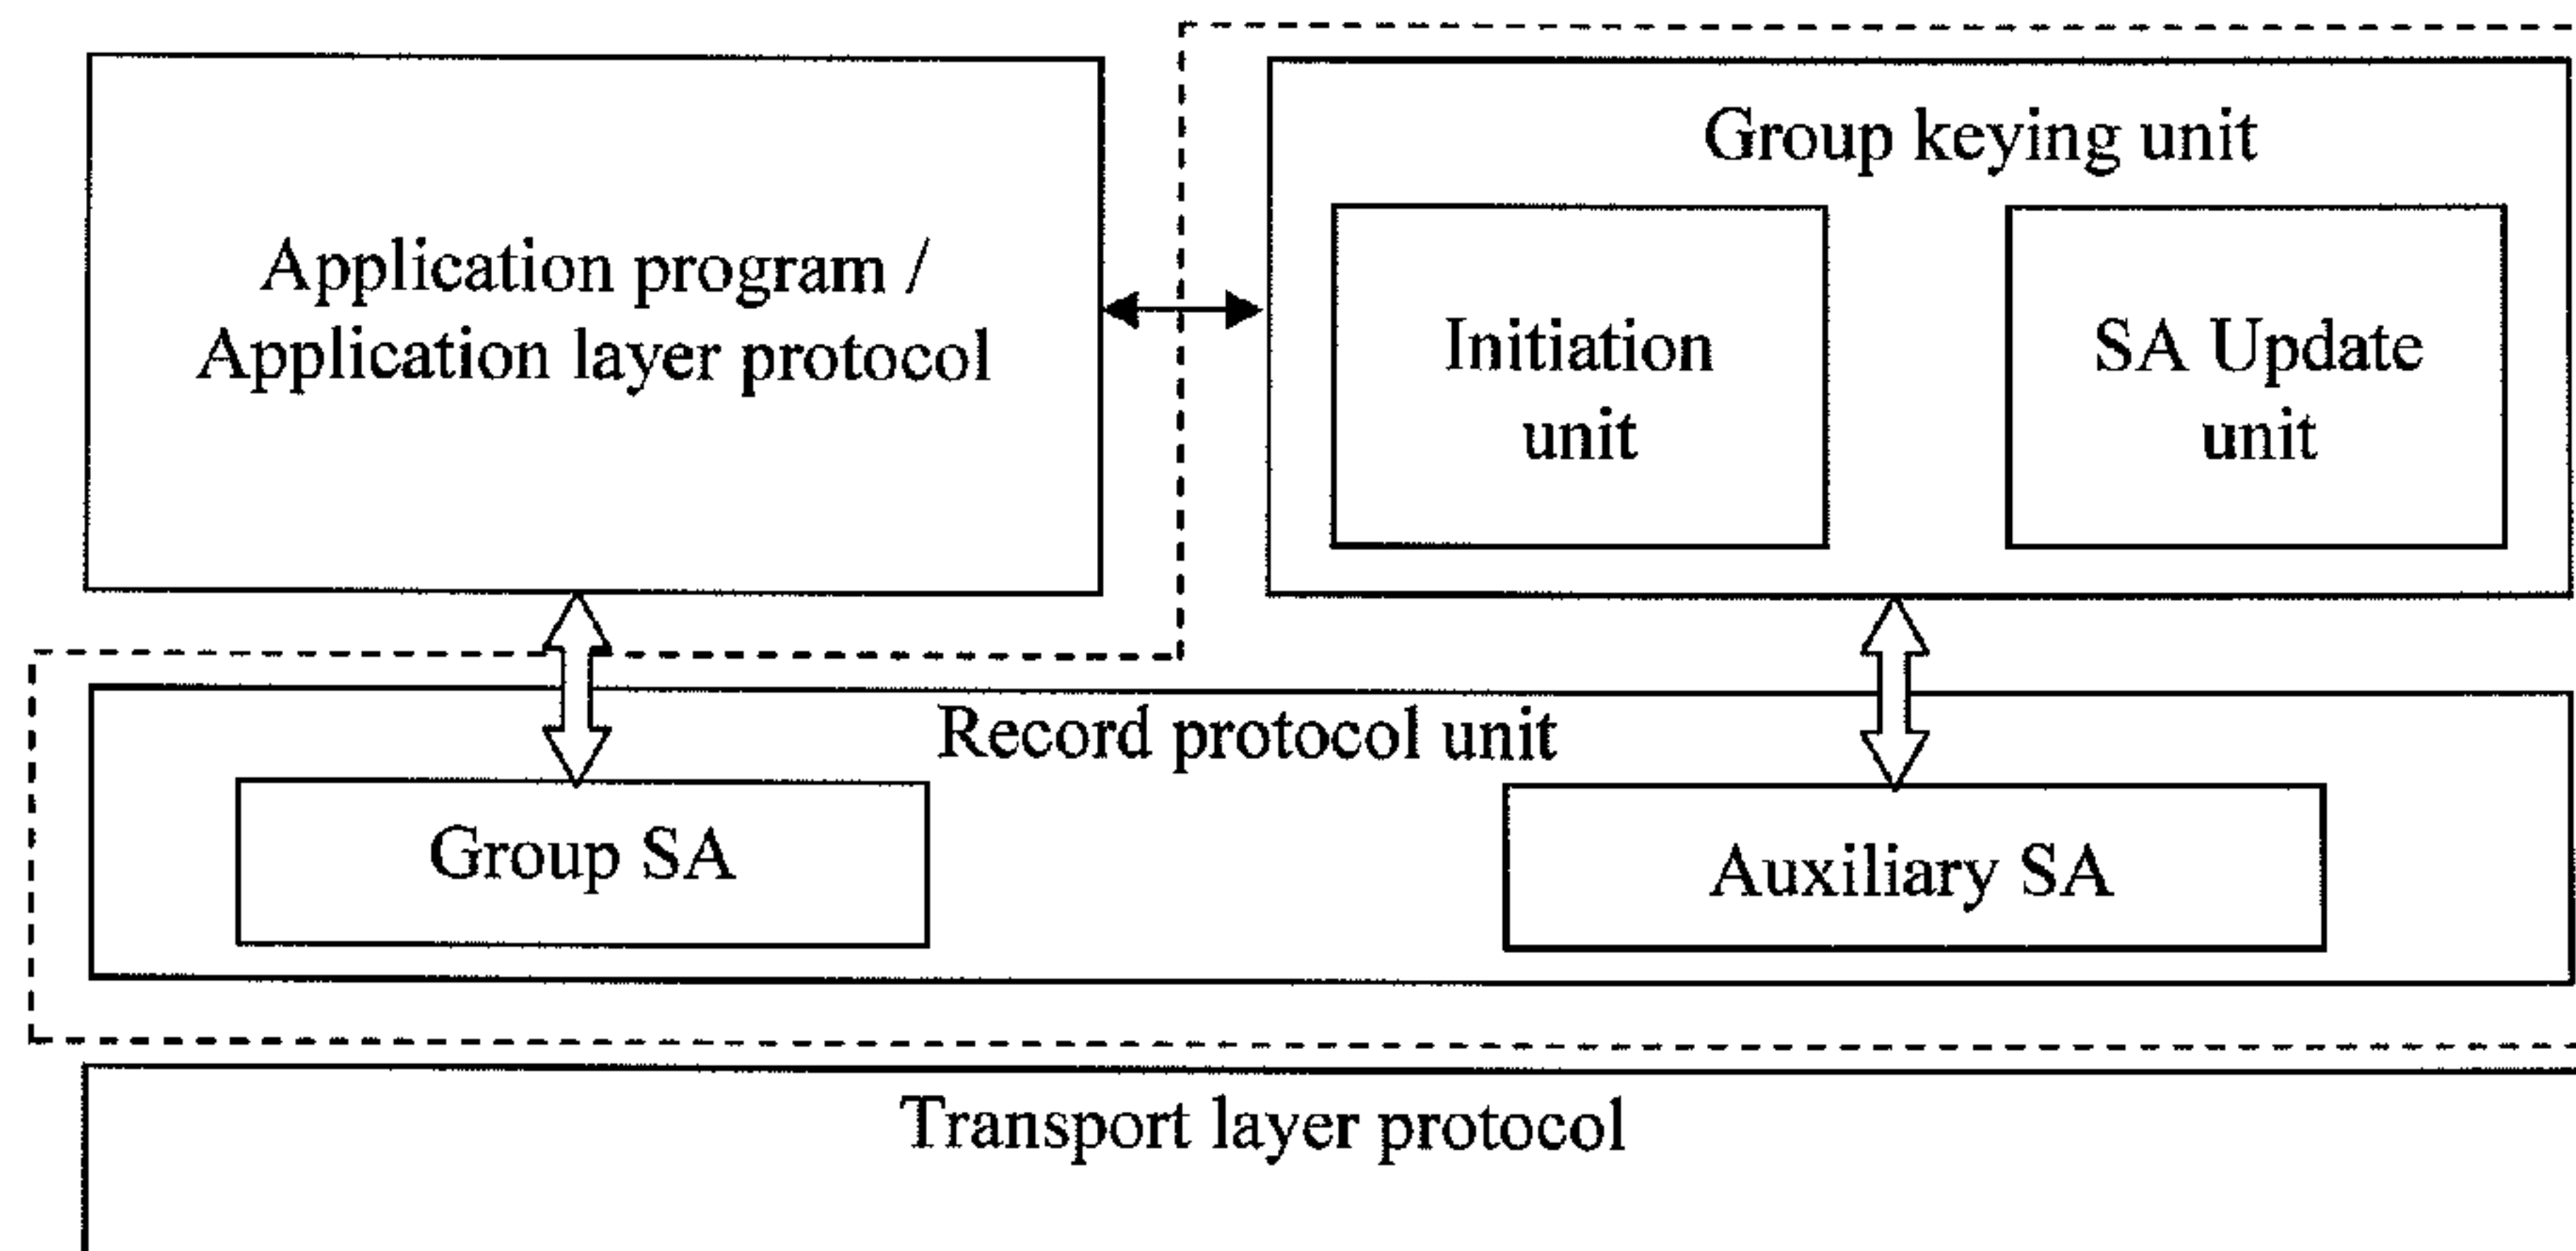 Application program /
Application layer protocol
Group keying unit
Initiation
unit
SA Update
unit
Record protocol unit
Group SA
Auxiliary SA
Transport layer protocol